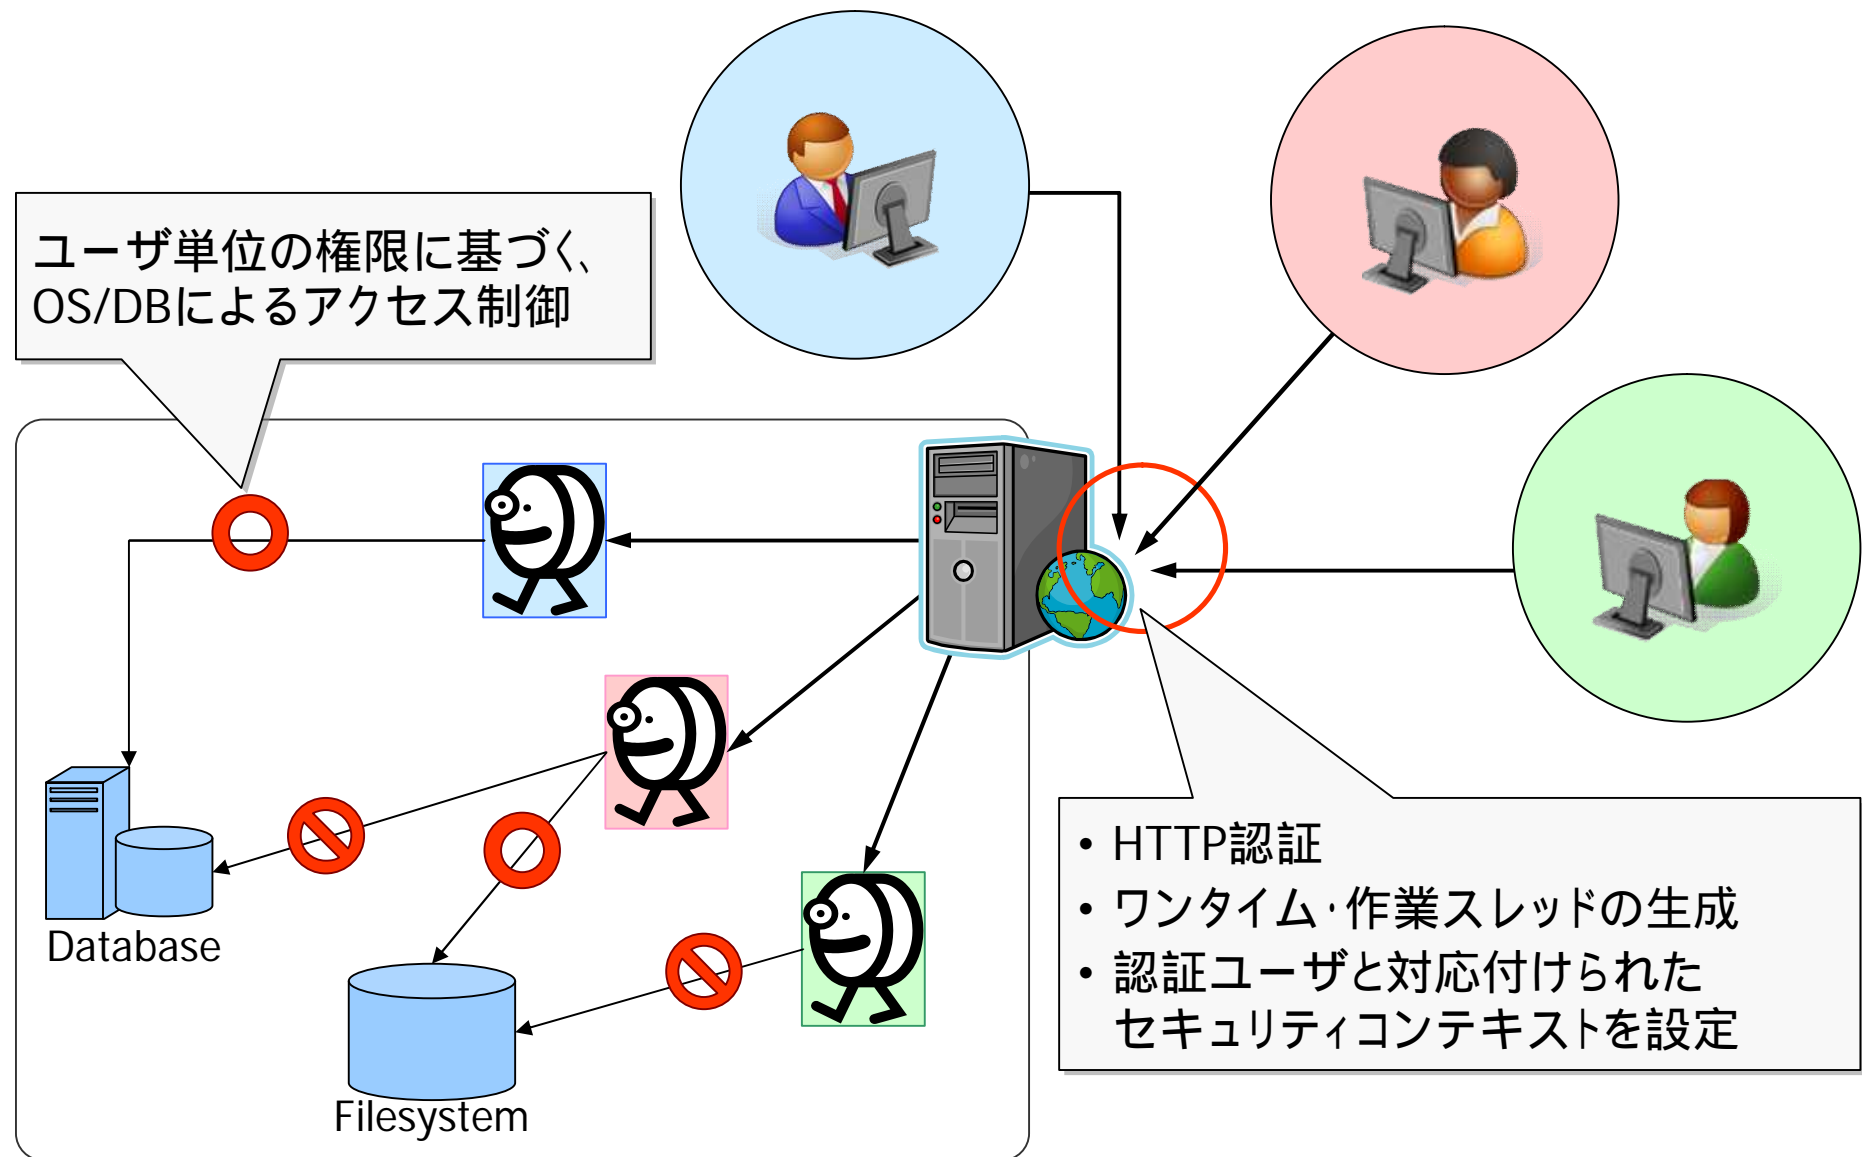 ユーザ単位の権限に基づく、
OS/DBによるアクセス制御
Database
Filesystem
• HTTP認証
• ワンタイム・作業スレッドの生成
• 認証ユーザと対応付けられた
セキュリティコンテキストを設定